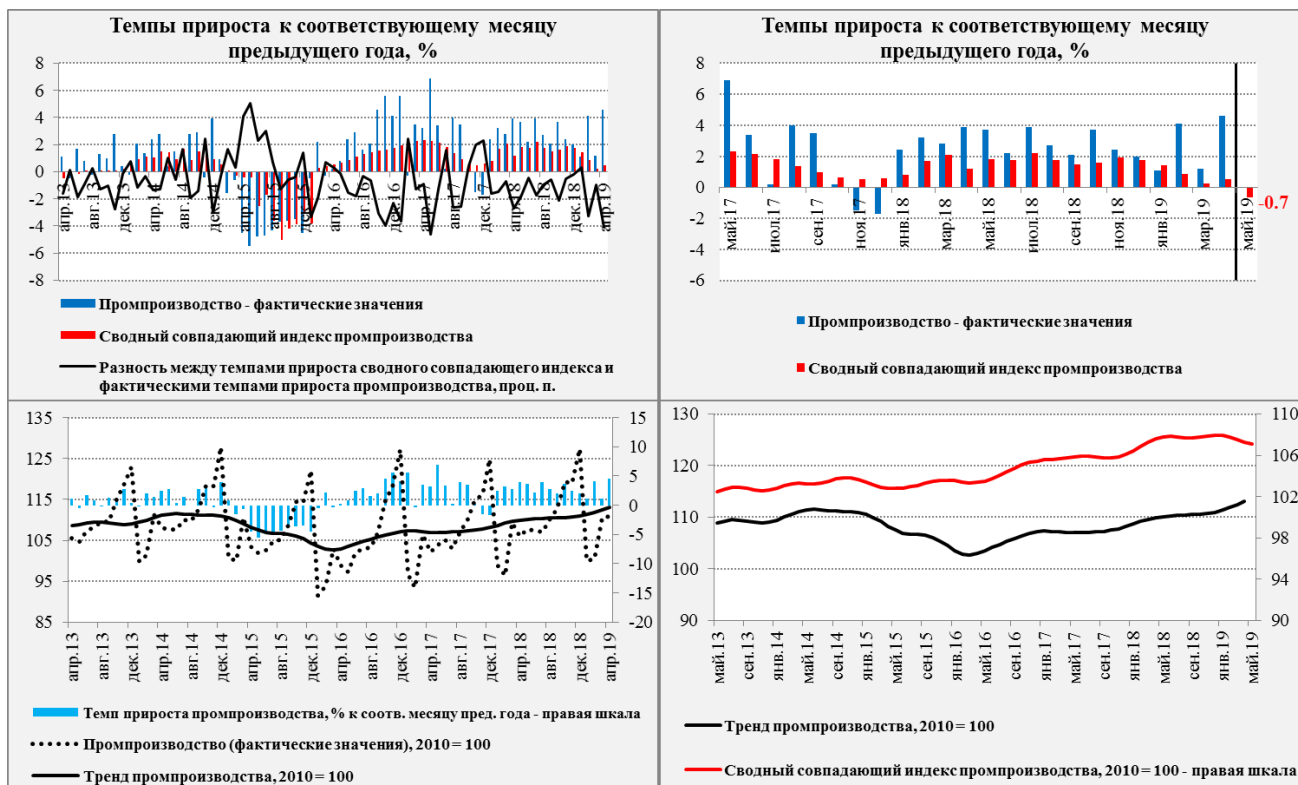 Темпы прироста к соответствующему месяцу
предыдущего года, %
8
6
4
2
0
-2
-4
-6
-8
апр.13
авг.13
дек.13
апр.14
авг.14
дек.14
апр.15
авг.15
дек.15
апр.16
авг.16
дек.16
апр.17
авг.17
дек.17
апр.18
авг.18
дек.18
апр.19
Промпроизводство - фактические значения
Сводный совпадающий индекс промпроизводства
Разность между темпами прироста сводного совпадающего индекса и
фактическими темпами прироста промпроизводства, проц. п.
Темпы прироста к соответствующему месяцу
предыдущего года, %
8
6
4
2
0
-2
-4
-6
май.17
июл.17
сен.17
ноя.17
янв.18
мар.18
май.18
июл.18
сен.18
ноя.18
янв.19
мар.19
май.19
-0.7
Промпроизводство - фактические значения
Сводный совпадающий индекс промпроизводства
135
125
115
105
95
85
15
10
5
0
-5
-10
-15
-20
апр.13
авг.13
дек.13
апр.14
авг.14
дек.14
апр.15
авг.15
дек.15
апр.16
авг.16
дек.16
апр.17
авг.17
дек.17
апр.18
авг.18
дек.18
апр.19
Темп прироста промпроизводства, % к соотв. месяцу пред. года - правая шкала
Промпроизводство (фактические значения), 2010 = 100
Тренд промпроизводства, 2010 = 100
130
120
110
100
90
110
106
102
98
94
90
май.13
сен.13
янв.14
май.14
сен.14
янв.15
май.15
сен.15
янв.16
май.16
сен.16
янв.17
май.17
сен.17
янв.18
май.18
сен.18
янв.19
май.19
Тренд промпроизводства, 2010 = 100
Сводный совпадающий индекс промпроизводства, 2010 = 100 - правая шкала